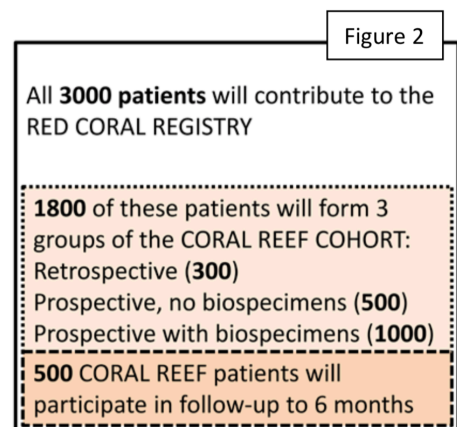 Figure 2
All 3000 patients will contribute to the
RED CORAL REGISTRY
1800 of these patients will form 3
groups of the CORAL REEF COHORT:
Retrospective (300)
Prospective, no biospecimens (500)
Prospective with biospecimens (1000)
500 CORAL REEF patients will
participate in follow-up to 6 months